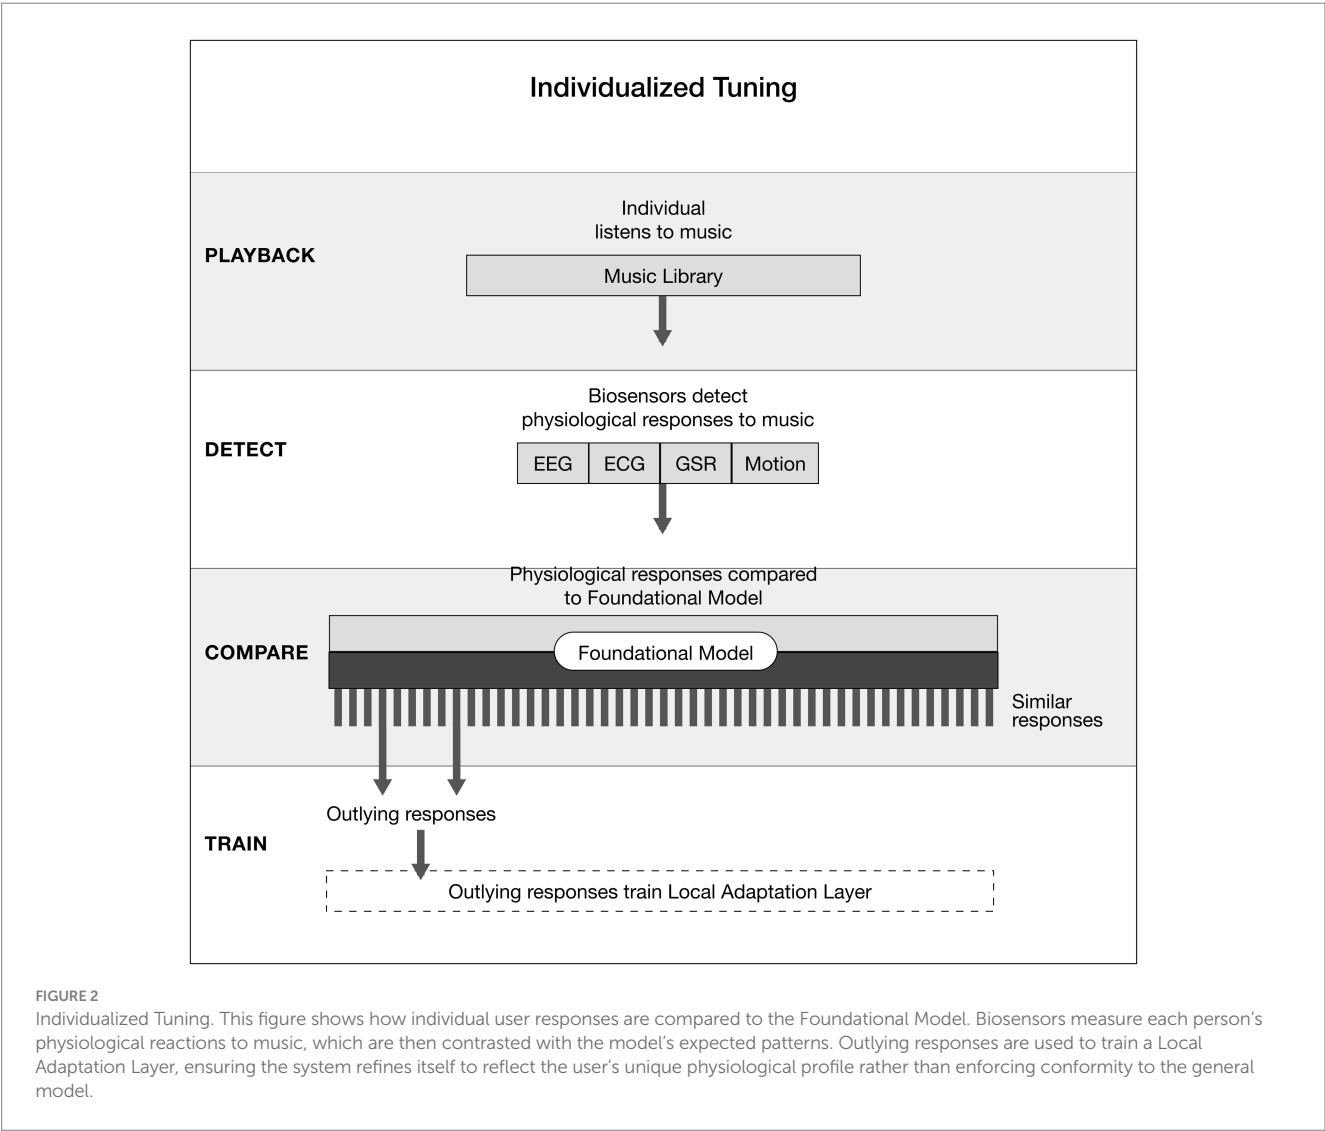 Individualized Tuning
PLAYBACK
Individual
listens to music
Music Library
DETECT
Biosensors detect
physiological responses to music
EEG
ECG
GSR
Motion
COMPARE
Physiological responses compared
to Foundational Model
Foundational Model
Similar
responses
TRAIN
Outlying responses
Outlying responses train Local Adaptation Layer
FIGURE 2
Individualized Tuning. This figure shows how individual user responses are compared to the Foundational Model. Biosensors measure each person’s
physiological reactions to music, which are then contrasted with the model’s expected patterns. Outlying responses are used to train a Local
Adaptation Layer, ensuring the system refines itself to reflect the user’s unique physiological profile rather than enforcing conformity to the general
model.